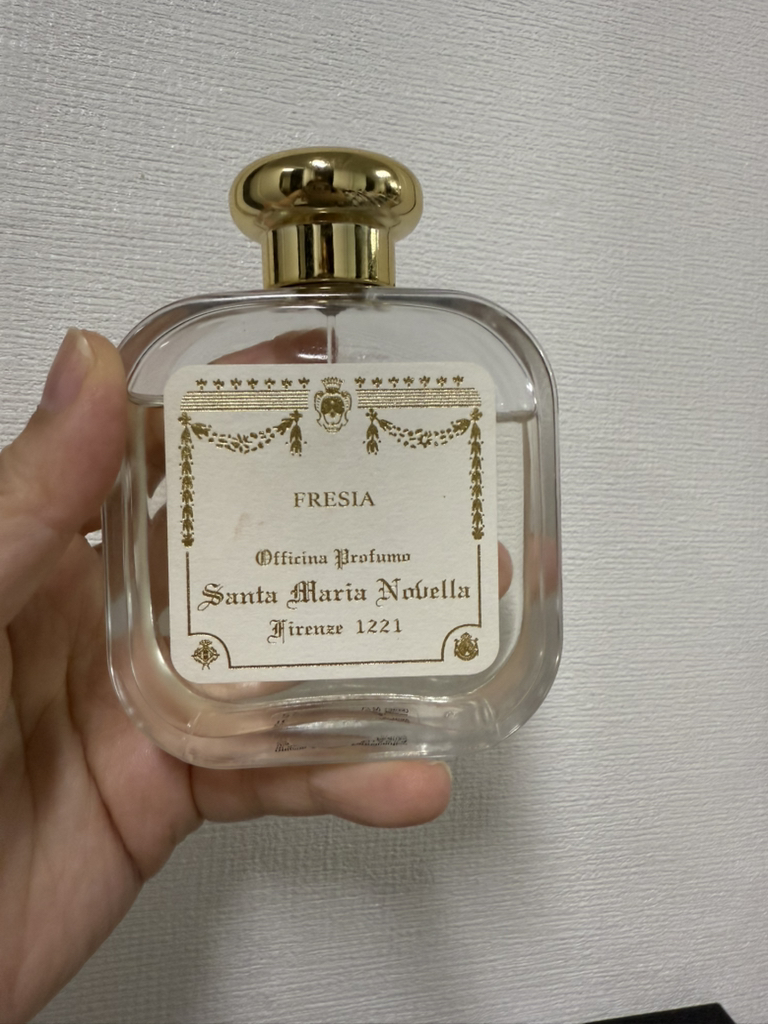 FRESIA
Officina Profumo
Santa Maria Novella
Firenze 1221